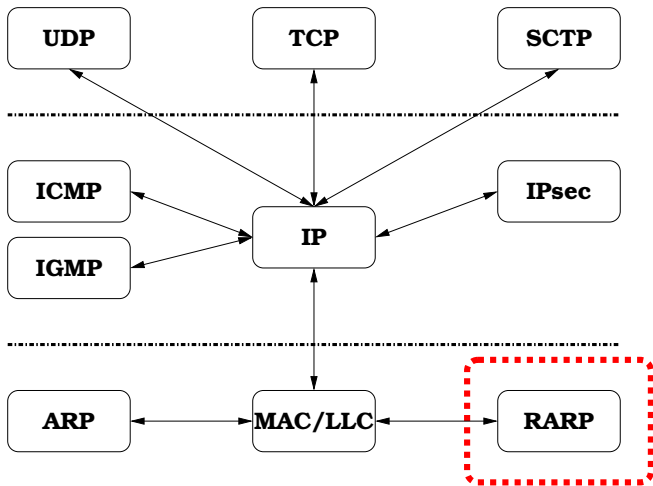 UDP
TCP
SCTP
ICMP
IPsec
IP
IGMP
ARP
MAC/LLC
RARP